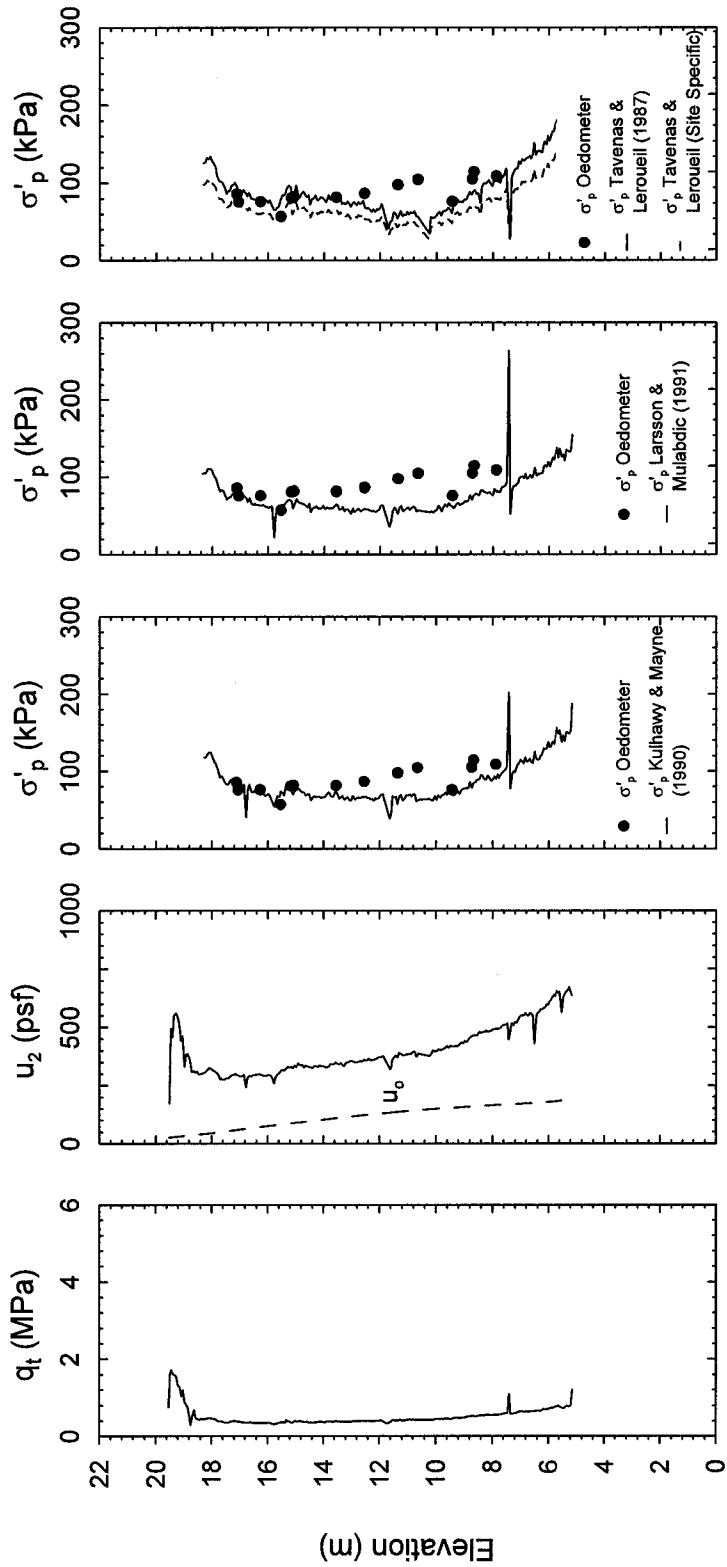 q_t (MPa)
0 2 4 6
Elevation (m)
22
20
18
16
14
12
10
8
6
4
2
0
u_2 (psf)
0 500 1000
u_o
σ'_p (kPa)
0 100 200 300
● σ'_p Oedometer
— σ'_p Kulhawy & Mayne
(1990)
σ'_p (kPa)
0 100 200 300
● σ'_p Oedometer
— σ'_p Larsson &
Mulabdic (1991)
σ'_p (kPa)
0 100 200 300
● σ'_p Oedometer
— σ'_p Tavenas &
Leroueil (1987)
- σ'_p Tavenas &
Leroueil (Site Specific)